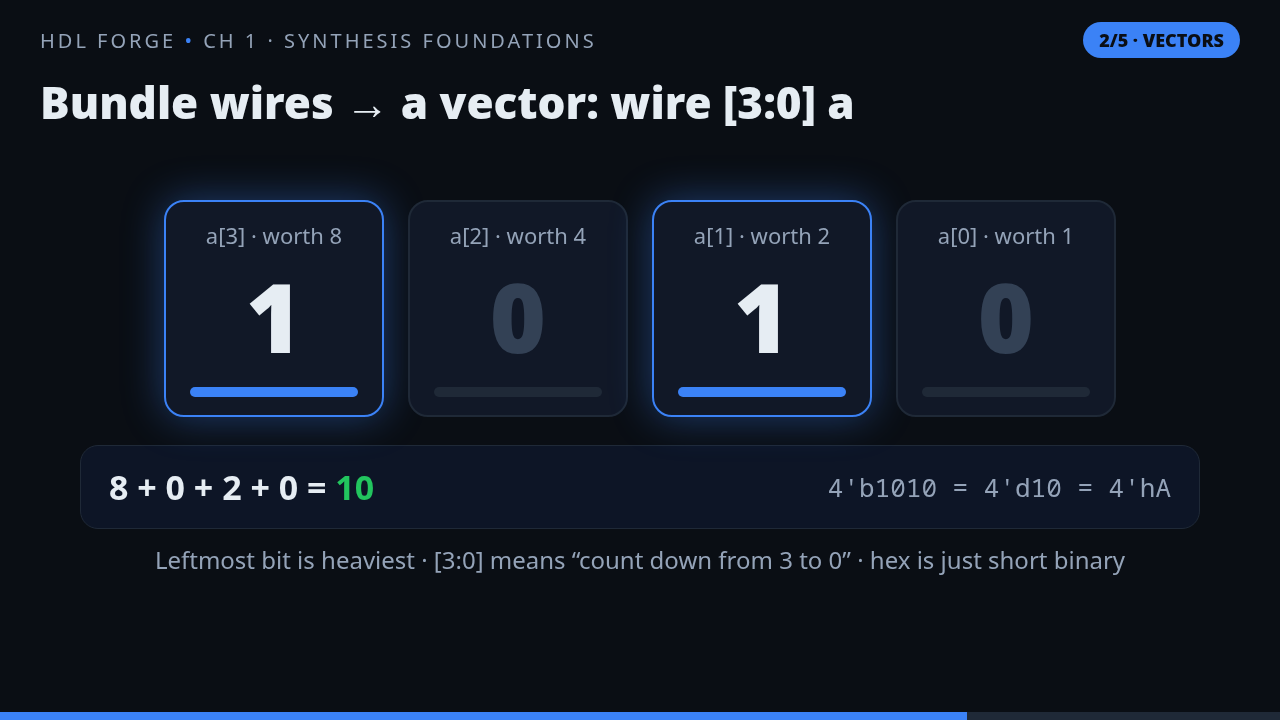 HDL FORGE • CH 1 · SYNTHESIS FOUNDATIONS
2/5 · VECTORS
Bundle wires → a vector: wire [3:0] a
a[3] · worth 8
a[2] · worth 4
a[1] · worth 2
a[0] · worth 1
1
0
1
0
8 + 0 + 2 + 0 = 10
4'b1010 = 4'd10 = 4'hA
Leftmost bit is heaviest · [3:0] means “count down from 3 to 0” · hex is just short binary